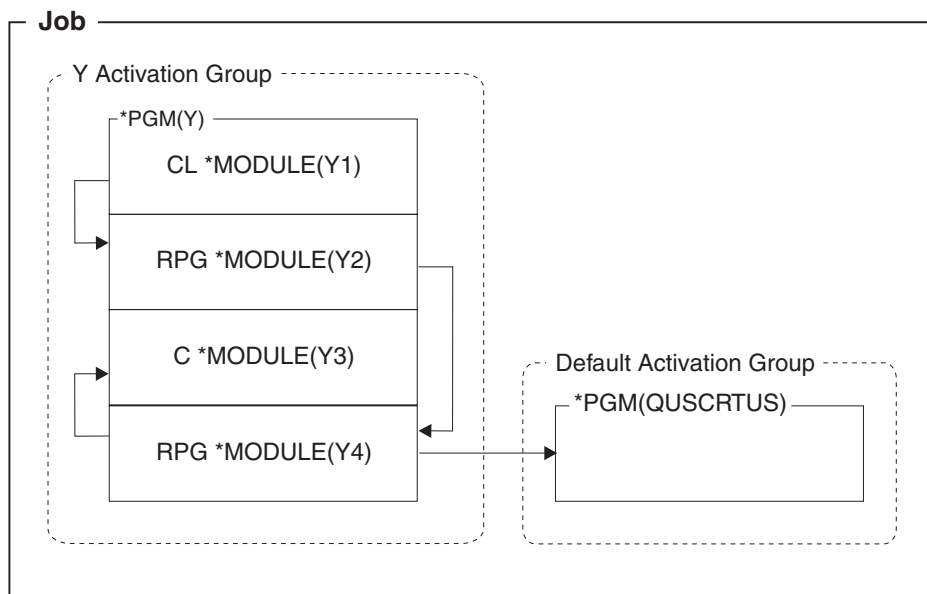 Job
Y Activation Group
*PGM(Y)
CL *MODULE(Y1)
RPG *MODULE(Y2)
C *MODULE(Y3)
RPG *MODULE(Y4)
Default Activation Group
*PGM(QUSCRTUS)